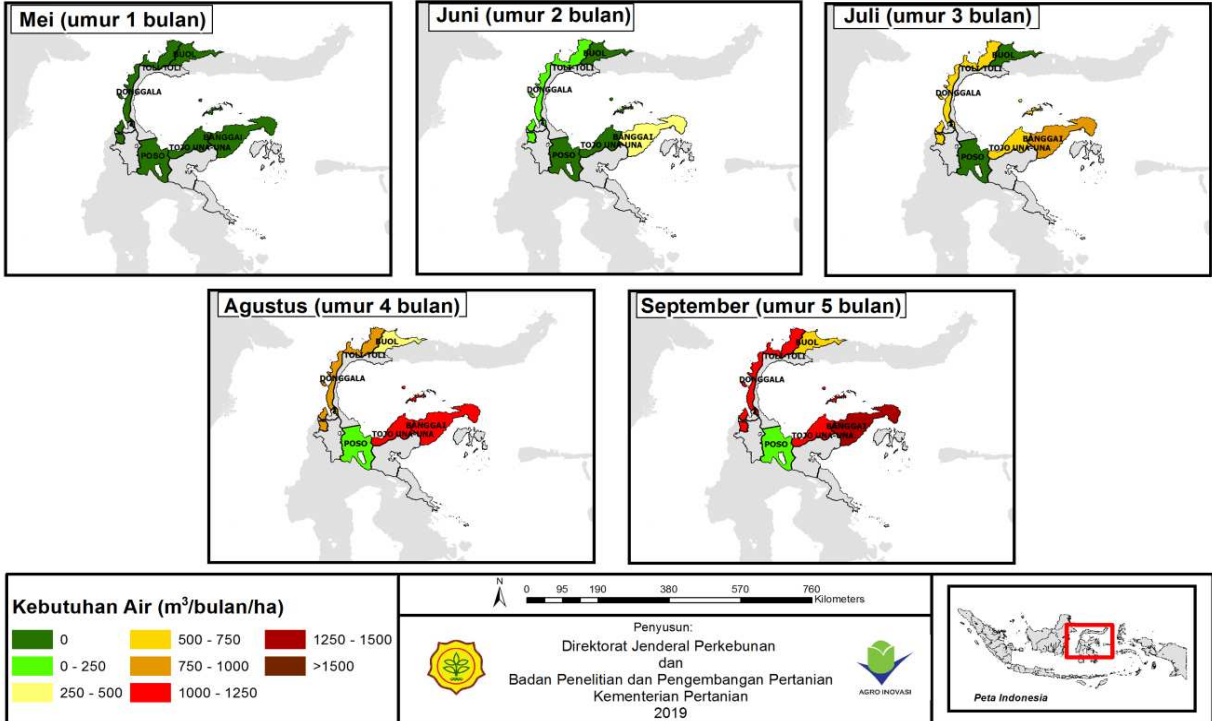 Mei (umur 1 bulan)
BUOL
TOLI-TOLI
DONGGALA
BANGGAI
TOJO UNA-UNA
POSO
Juni (umur 2 bulan)
BUOL
TOLI TOLI
DONGGALA
BANGGAI
TOJO UNA-UNA
POSO
Juli (umur 3 bulan)
BUOL
TOLI TOLI
DONGGALA
BANGGAI
TOJO UNA-UNA
POSO
Agustus (umur 4 bulan)
BUOL
TOLI TOLI
DONGGALA
BANGGAI
TOJO UNA-UNA
POSO
September (umur 5 bulan)
BUOL
TOLI-TOLI
DONGGALA
BANGGAI
TOJO UNA-UNA
POSO
Kebutuhan Air (m³/bulan/ha)
0
0 - 250
250 - 500
500 - 750
750 - 1000
1000 - 1250
1250 - 1500
>1500
N
0 95 190 380 570 760
Kilometers
Penyusun:
Direktorat Jenderal Perkebunan
dan
Badan Penelitian dan Pengembangan Pertanian
Kementerian Pertanian
2019
AGRO INOVASI
Peta Indonesia